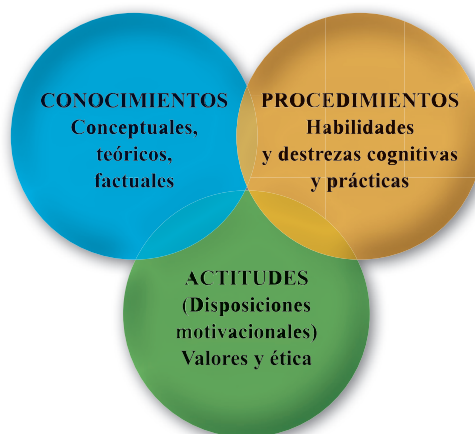 CONOCIMIENTOS
Conceptuales,
teóricos,
factuales
PROCEDIMIENTOS
Habilidades
y destrezas cognitivas
y prácticas
ACTITUDES
(Disposiciones
motivacionales)
Valores y ética